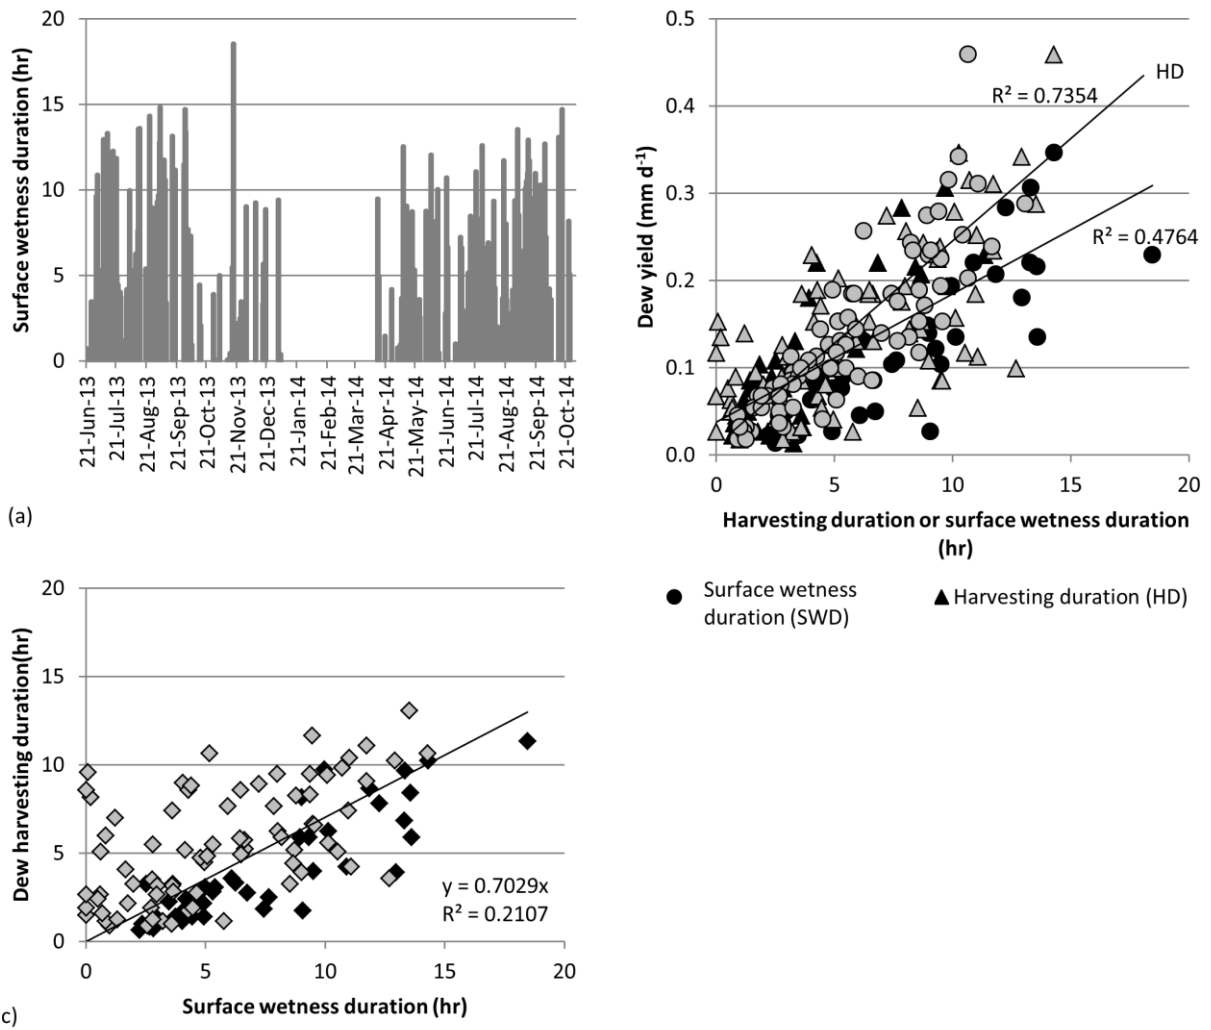 20
15
10
5
0
Surface wetness duration (hr)
21-Jun-13
21-Jul-13
21-Aug-13
21-Sep-13
21-Oct-13
21-Nov-13
21-Dec-13
21-Jan-14
21-Feb-14
21-Mar-14
21-Apr-14
21-May-14
21-Jun-14
21-Jul-14
21-Aug-14
21-Sep-14
21-Oct-14
(a)
0.5
0.4
0.3
0.2
0.1
0.0
Dew yield (mm d⁻¹)
HD
R² = 0.7354
R² = 0.4764
0 5 10 15 20
Harvesting duration or surface wetness duration
(hr)
Surface wetness
duration (SWD)
Harvesting duration (HD)
20
15
10
5
0
Dew harvesting duration(hr)
y = 0.7029x
R² = 0.2107
0 5 10 15 20
Surface wetness duration (hr)
c)